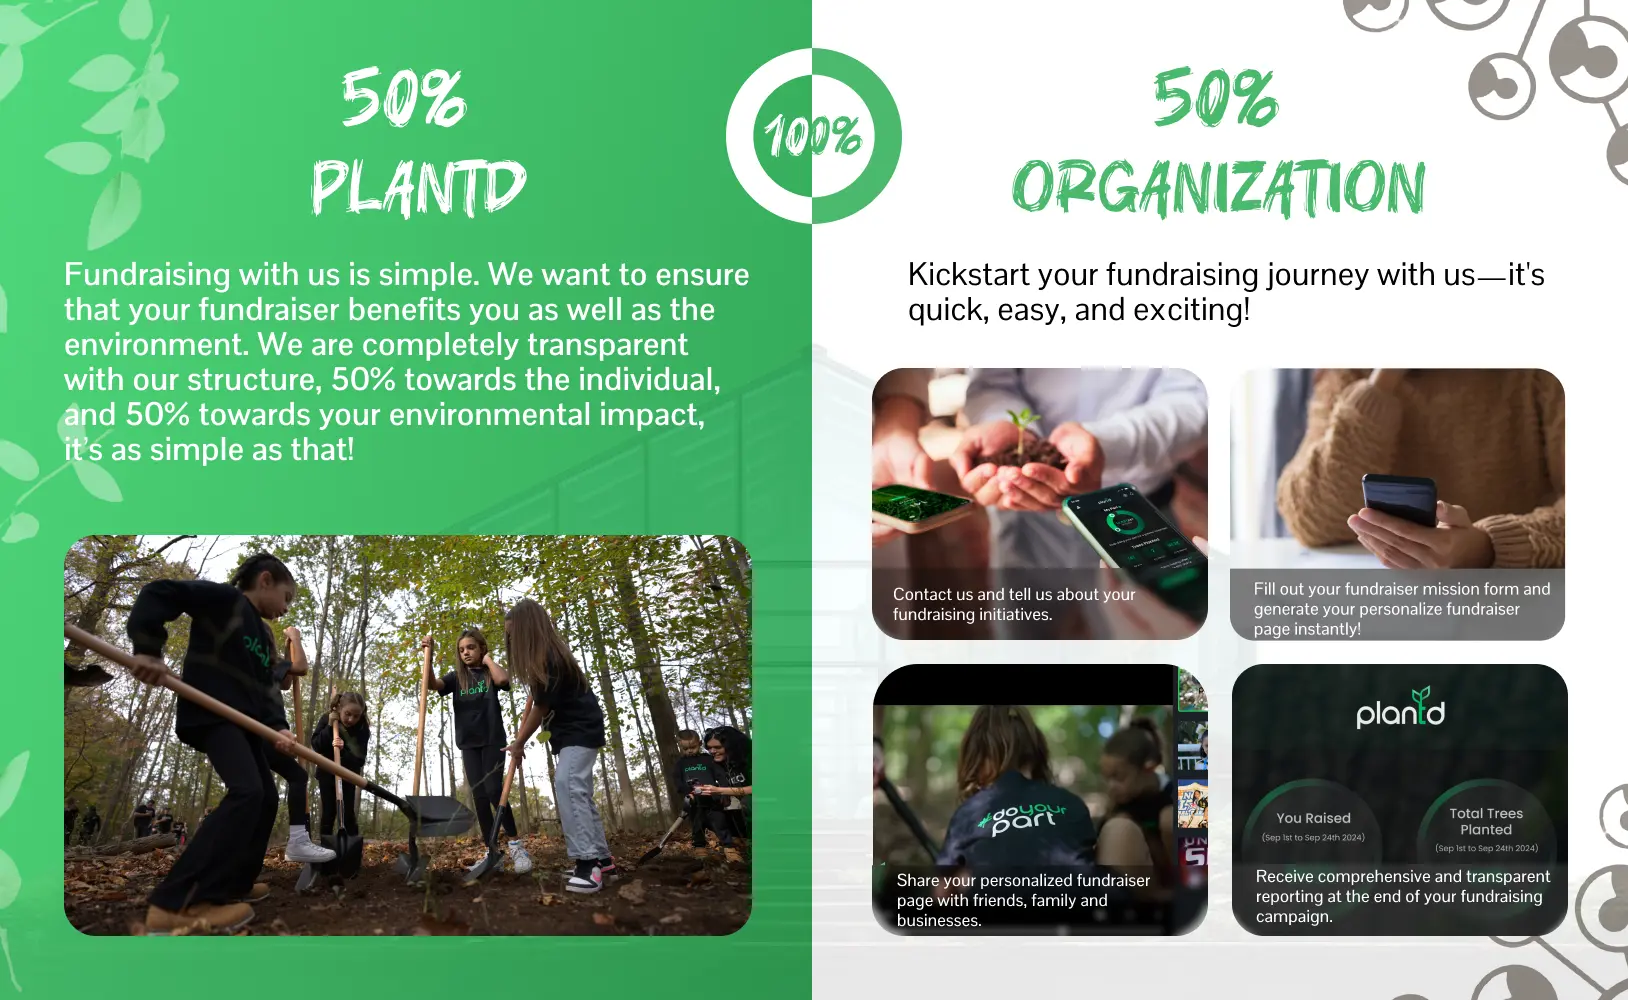 50%
PLANTD
Fundraising with us is simple. We want to ensure
that your fundraiser benefits you as well as the
environment. We are completely transparent
with our structure, 50% towards the individual,
and 50% towards your environmental impact,
it's as simple as that!
plantd
100%
50%
ORGANIZATION
Kickstart your fundraising journey with us—it's
quick, easy, and exciting!
Contact us and tell us about your
fundraising initiatives.
Fill out your fundraiser mission form and
generate your personalize fundraiser
page instantly!
doyour
part
Share your personalized fundraiser
page with friends, family and
businesses.
plantd
You Raised
(Sep 1st to Sep 24th 2024)
Total Trees
Planted
(Sep 1st to Sep 24th 2024)
Receive comprehensive and transparent
reporting at the end of your fundraising
campaign.